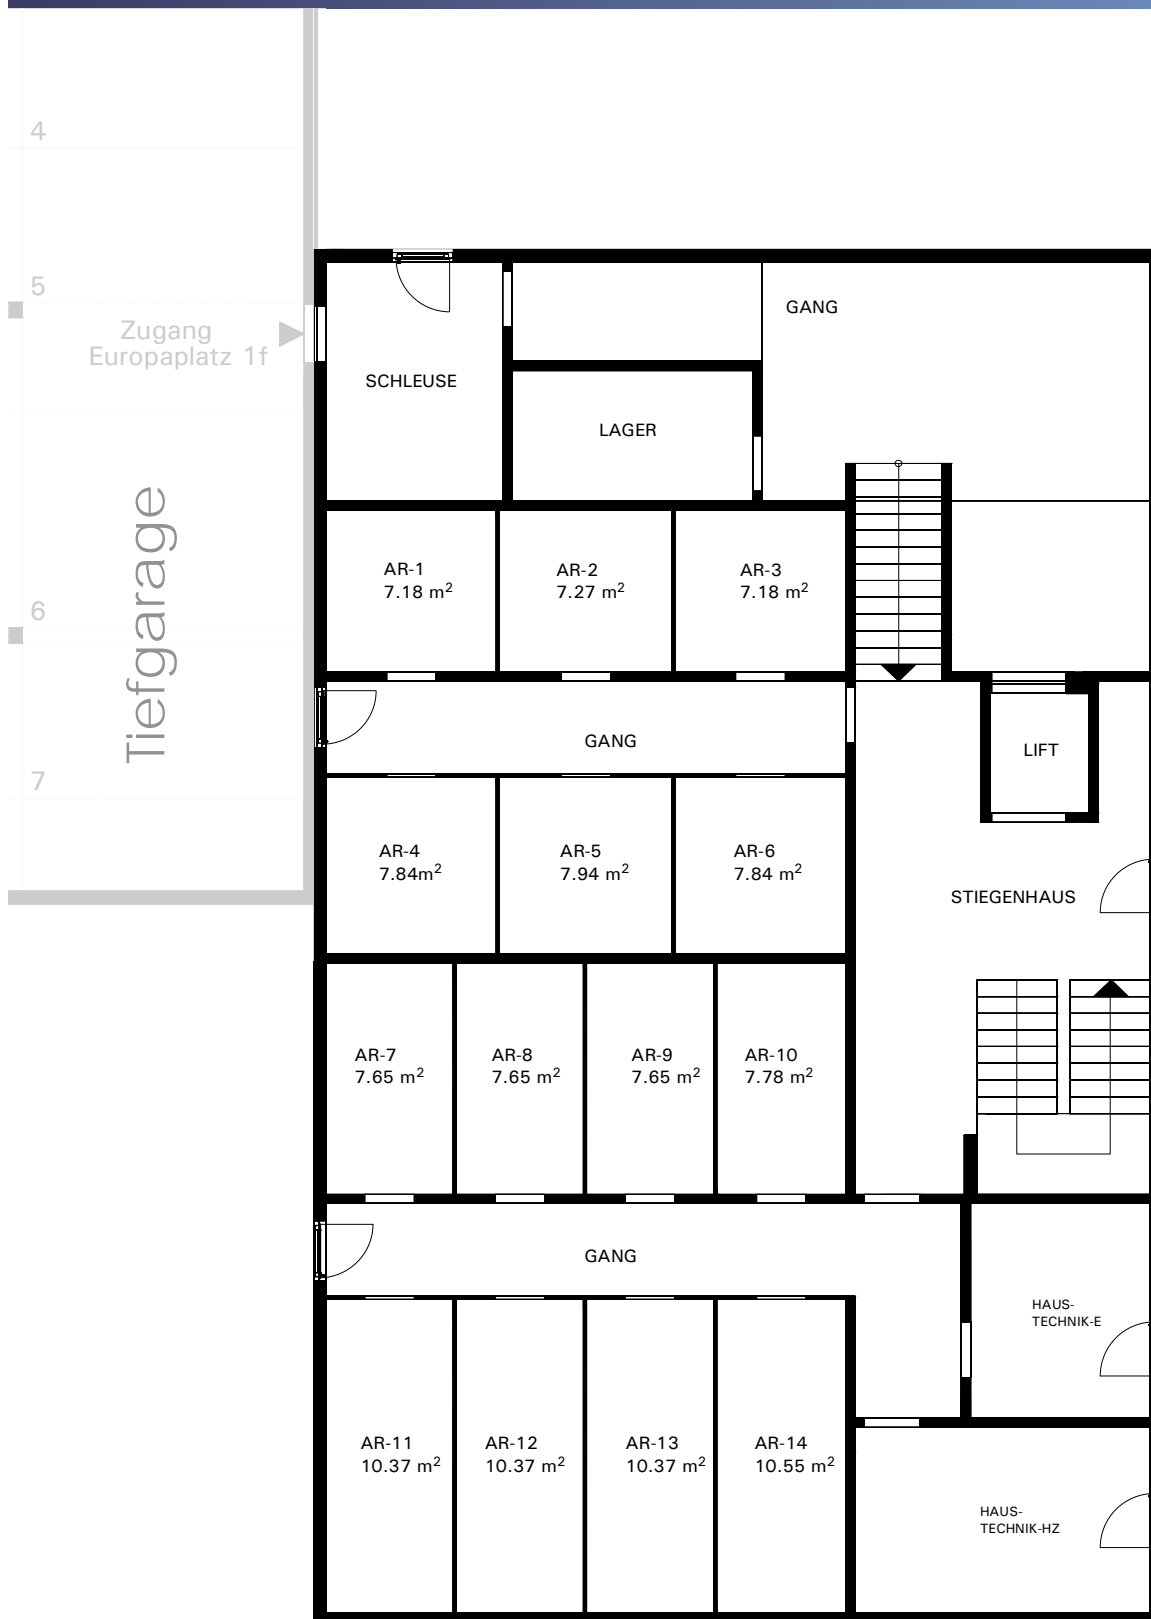 4
5
Zugang
Europaplatz 1f
Tiefgarage
6
7
GANG
SCHLEUSE
LAGER
AR-1
7.18 m²
AR-2
7.27 m²
AR-3
7.18 m²
GANG
LIFT
AR-4
7.84m²
AR-5
7.94 m²
AR-6
7.84 m²
STIEGENHAUS
AR-7
7.65 m²
AR-8
7.65 m²
AR-9
7.65 m²
AR-10
7.78 m²
GANG
HAUS-
TECHNIK-E
AR-11
10.37 m²
AR-12
10.37 m²
AR-13
10.37 m²
AR-14
10.55 m²
HAUS-
TECHNIK-HZ